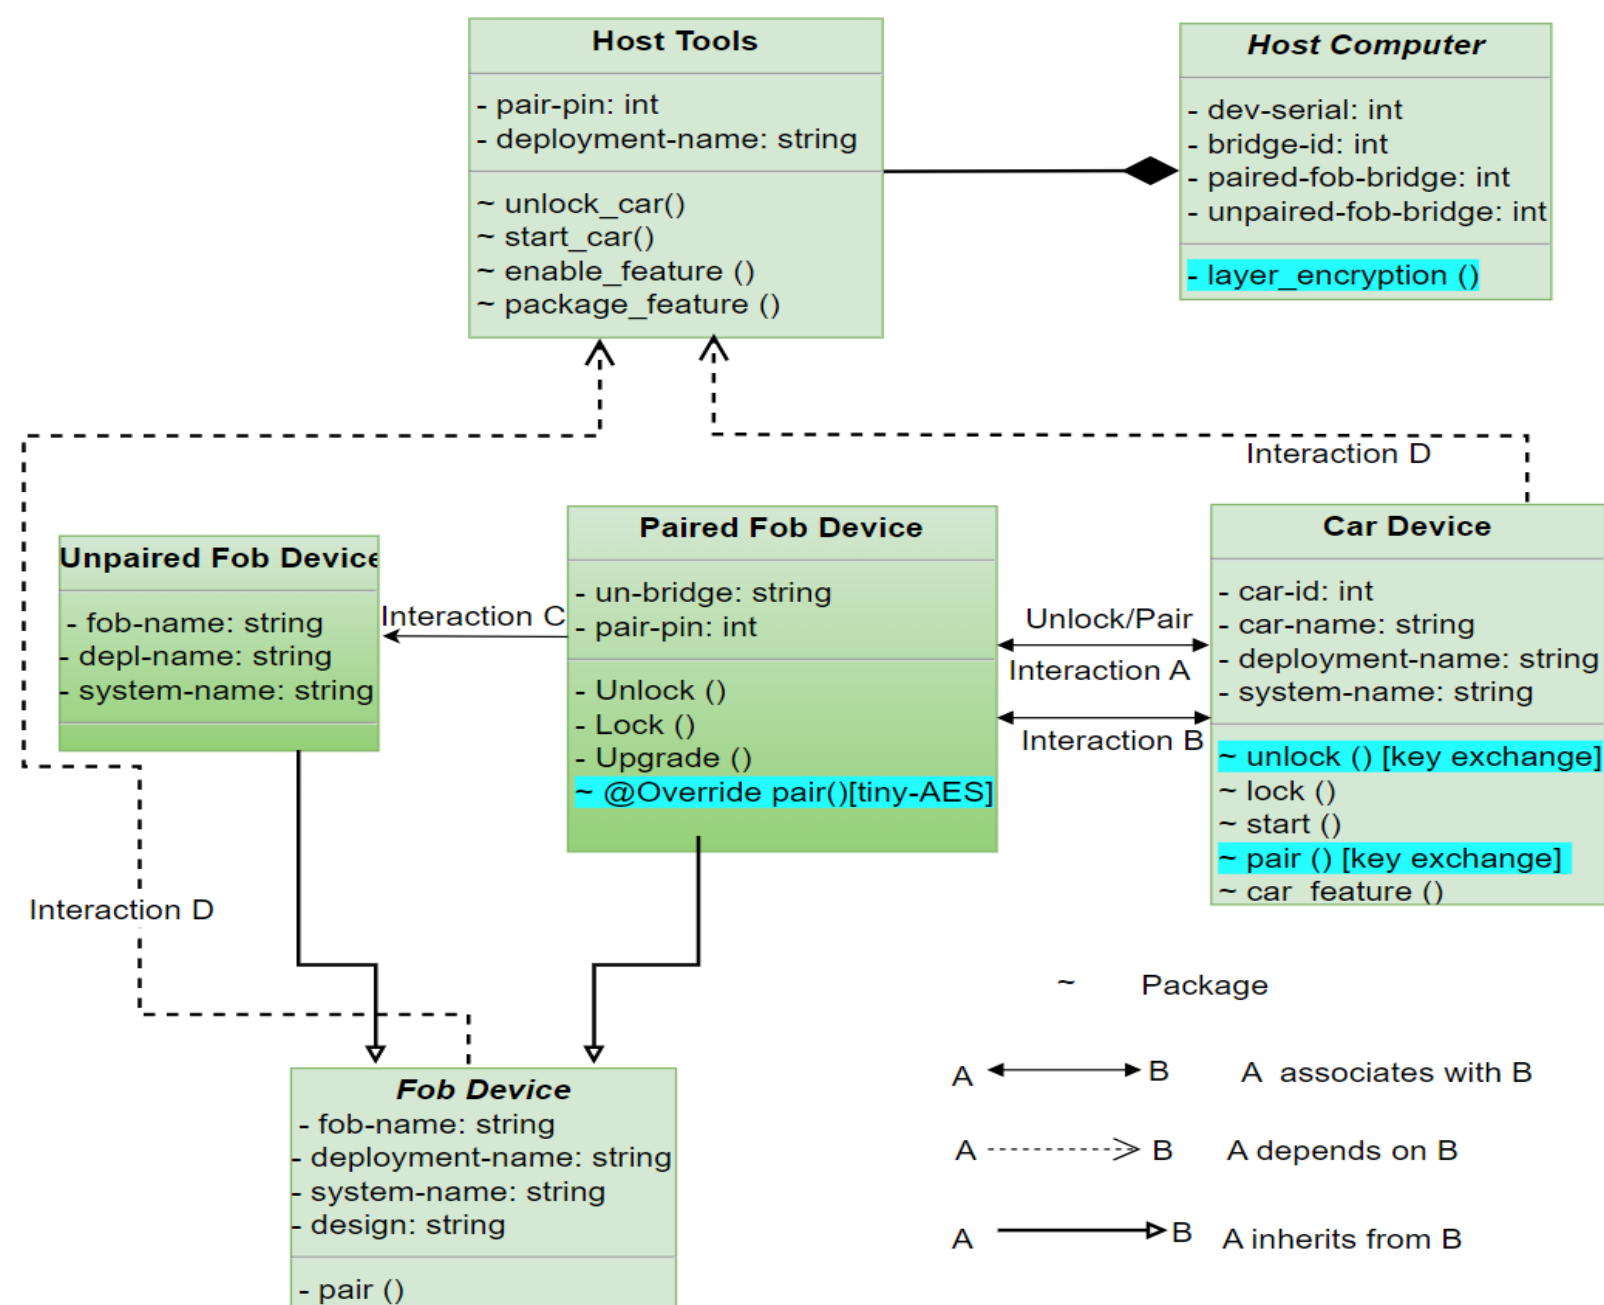 Host Tools
- pair-pin: int
- deployment-name: string
~ unlock_car()
~ start_car()
~ enable_feature ()
~ package_feature ()
Host Computer
- dev-serial: int
- bridge-id: int
- paired-fob-bridge: int
- unpaired-fob-bridge: int
- layer_encryption ()
Interaction D
Unpaired Fob Device
- fob-name: string
- depl-name: string
- system-name: string
Interaction C
Paired Fob Device
- un-bridge: string
- pair-pin: int
- Unlock ()
- Lock ()
- Upgrade ()
~ @Override pair()[tiny-AES]
Unlock/Pair
Interaction A
Interaction B
Car Device
- car-id: int
- car-name: string
- deployment-name: string
- system-name: string
~ unlock () [key exchange]
~ lock ()
~ start ()
~ pair () [key exchange]
~ car_feature ()
Interaction D
Fob Device
- fob-name: string
- deployment-name: string
- system-name: string
- design: string
- pair ()
~ Package
A B A associates with B
A B A depends on B
A B A inherits from B